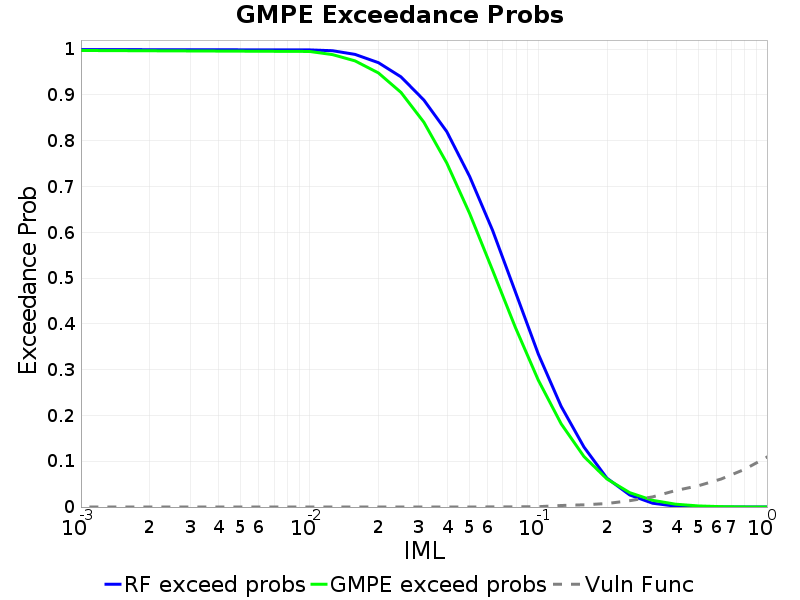 GMPE Exceedance Probs
Exceedance Prob
1
0.9
0.8
0.7
0.6
0.5
0.4
0.3
0.2
0.1
0
10^-3 2 3 4 5 6 10^-2 2 3 4 5 6 10^-1 2 3 4 5 6 7 10^0
IML
RF exceed probs GMPE exceed probs Vuln Func